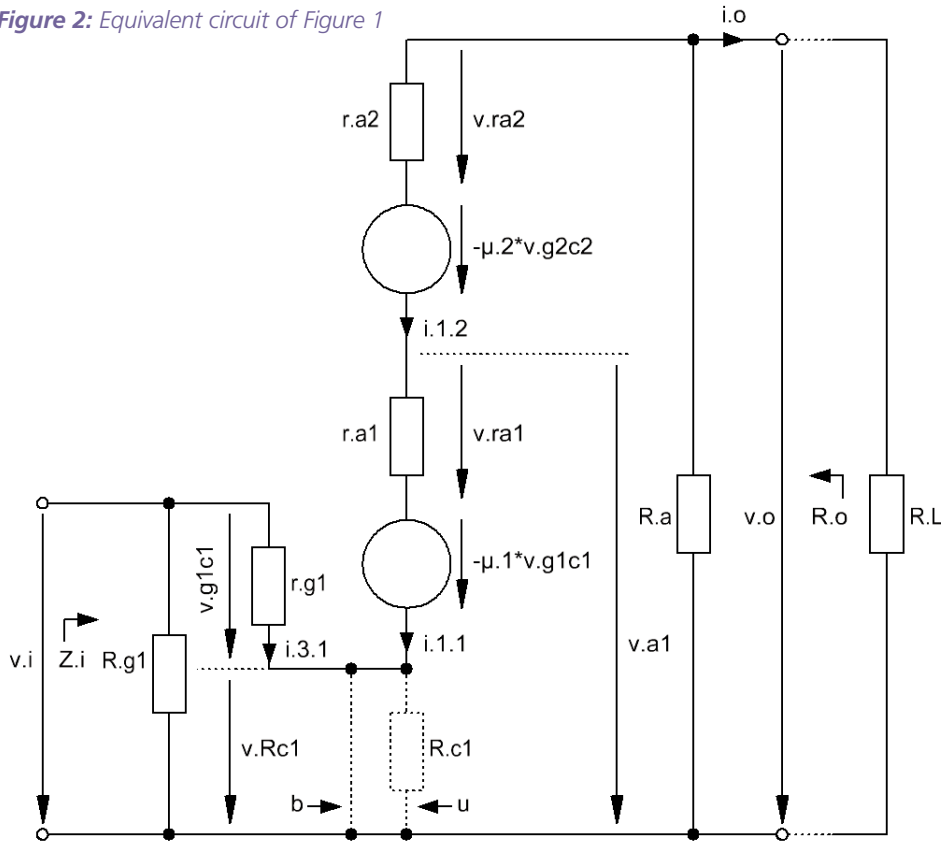 Figure 2: Equivalent circuit of Figure 1
i.o
r.a2
v.ra2
-µ.2*v.g2c2
i.1.2
r.a1
v.ra1
R.a
v.o
R.o
R.L
v.g1c1
r.g1
-µ.1*v.g1c1
i.3.1
i.1.1
v.a1
v.i
Z.i
R.g1
v.Rc1
R.c1
b
u